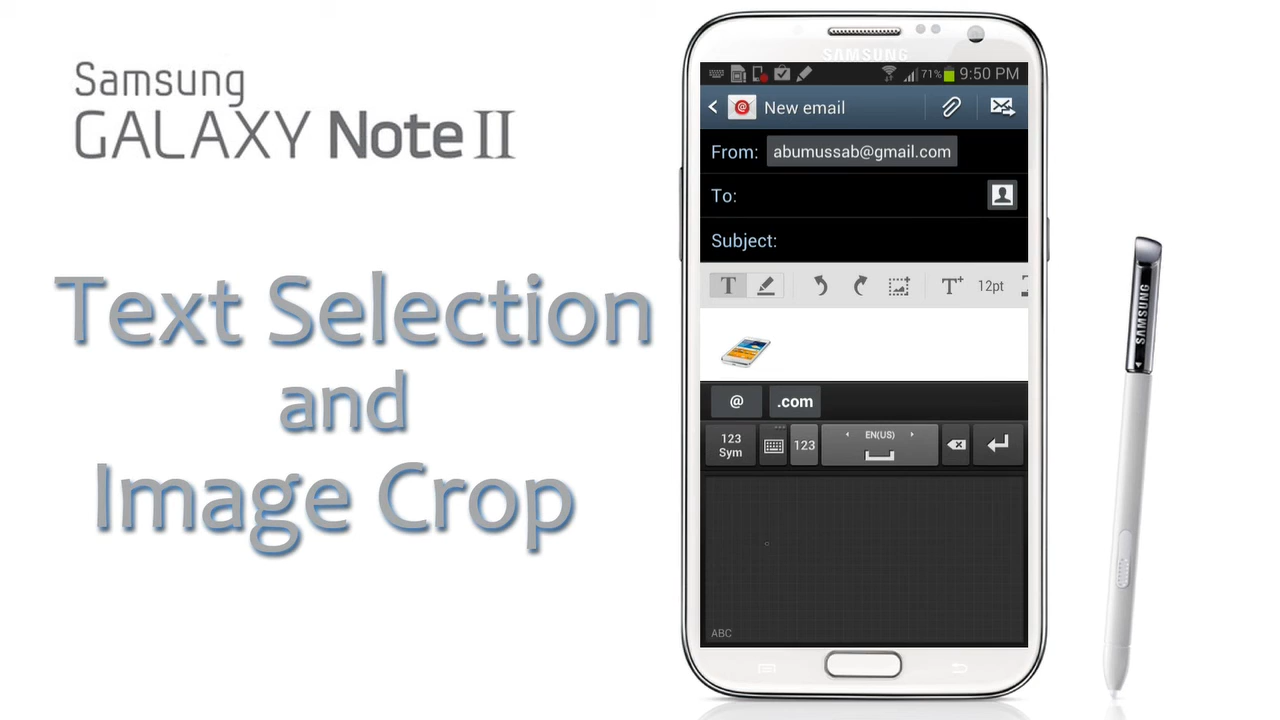 Samsung
GALAXY Note II
Text Selection
and
Image Crop
SAMSUNG
71% 9:50 PM
New email
From: abumussab@gmail.com
To:
Subject:
T T+ 12pt
@ .com
123
Sym
123
EN(US)
ABC
SAMSUNG